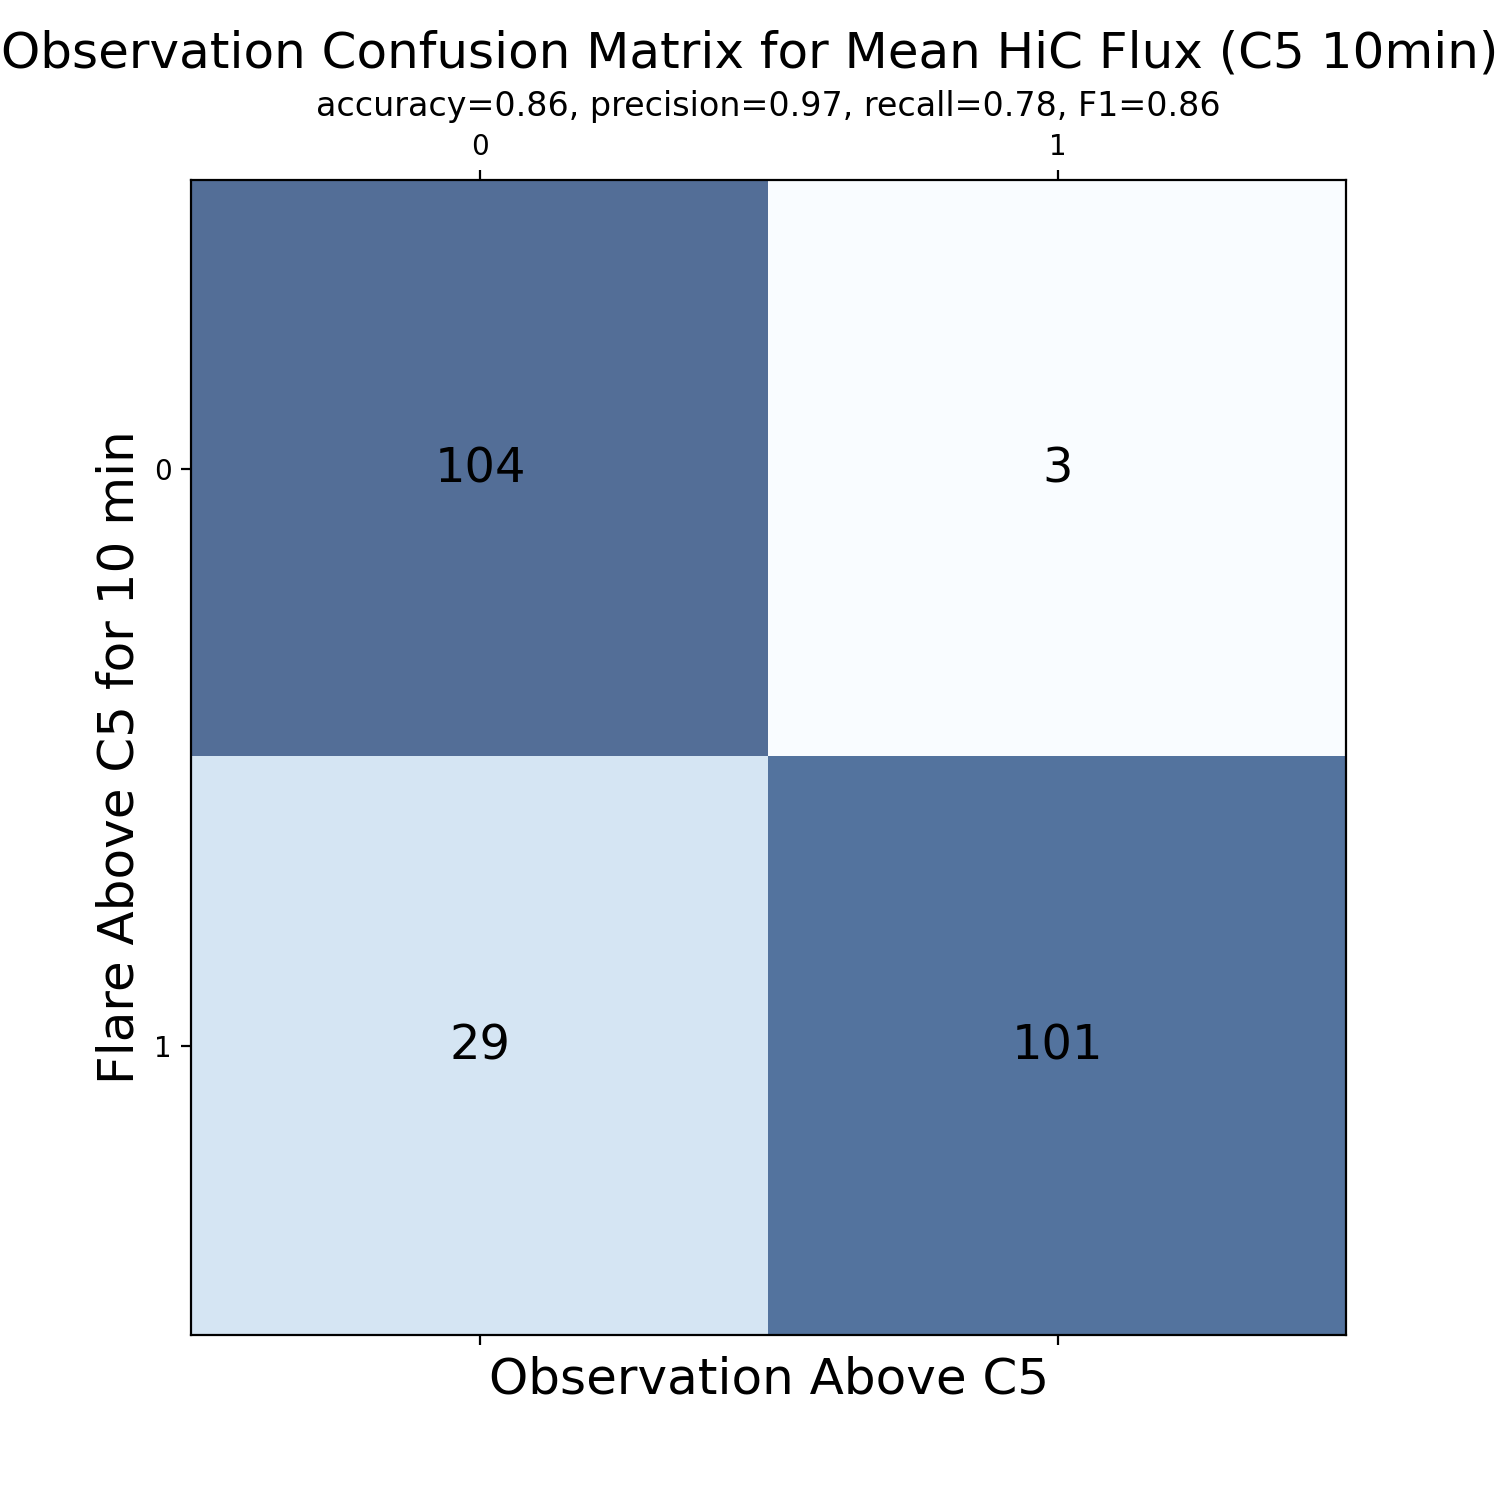 Observation Confusion Matrix for Mean HiC Flux (C5 10min)
accuracy=0.86, precision=0.97, recall=0.78, F1=0.86
0 1
Flare Above C5 for 10 min
0 104 3
1 29 101
Observation Above C5